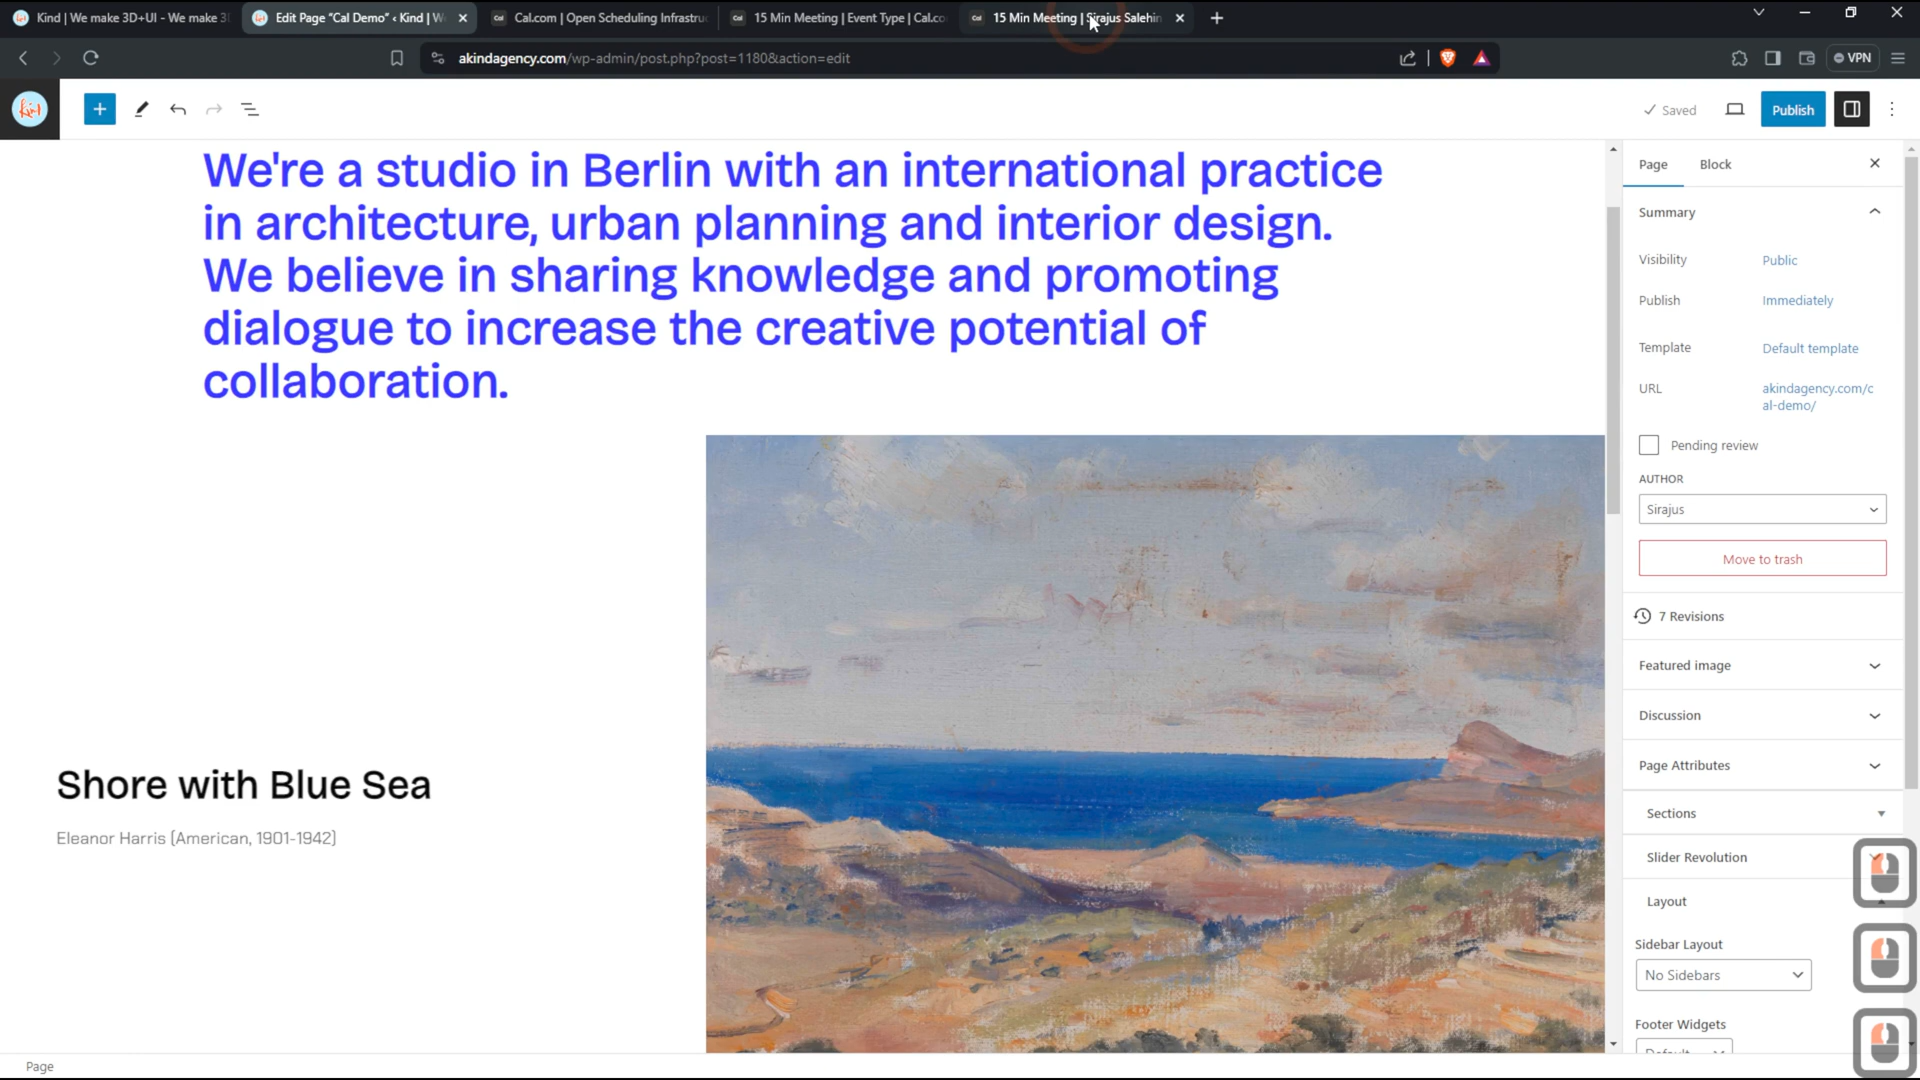 Kind | We make 3D+UI - We make 3
Edit Page “Cal Demo” ‹ Kind | W
Cal.com | Open Scheduling Infrastru
15 Min Meeting | Event Type | Cal.co
15 Min Meeting | Sirajus Salehin
akindagency.com/wp-admin/post.php?post=1180&action=edit
VPN
Saved
Publish
We're a studio in Berlin with an international practice
in architecture, urban planning and interior design.
We believe in sharing knowledge and promoting
dialogue to increase the creative potential of
collaboration.
Shore with Blue Sea
Eleanor Harris (American, 1901-1942)
Page
Block
Summary
Visibility
Public
Publish
Immediately
Template
Default template
URL
akindagency.com/c
al-demo/
Pending review
AUTHOR
Sirajus
Move to trash
7 Revisions
Featured image
Discussion
Page Attributes
Sections
Slider Revolution
Layout
Sidebar Layout
No Sidebars
Footer Widgets
Default
Page